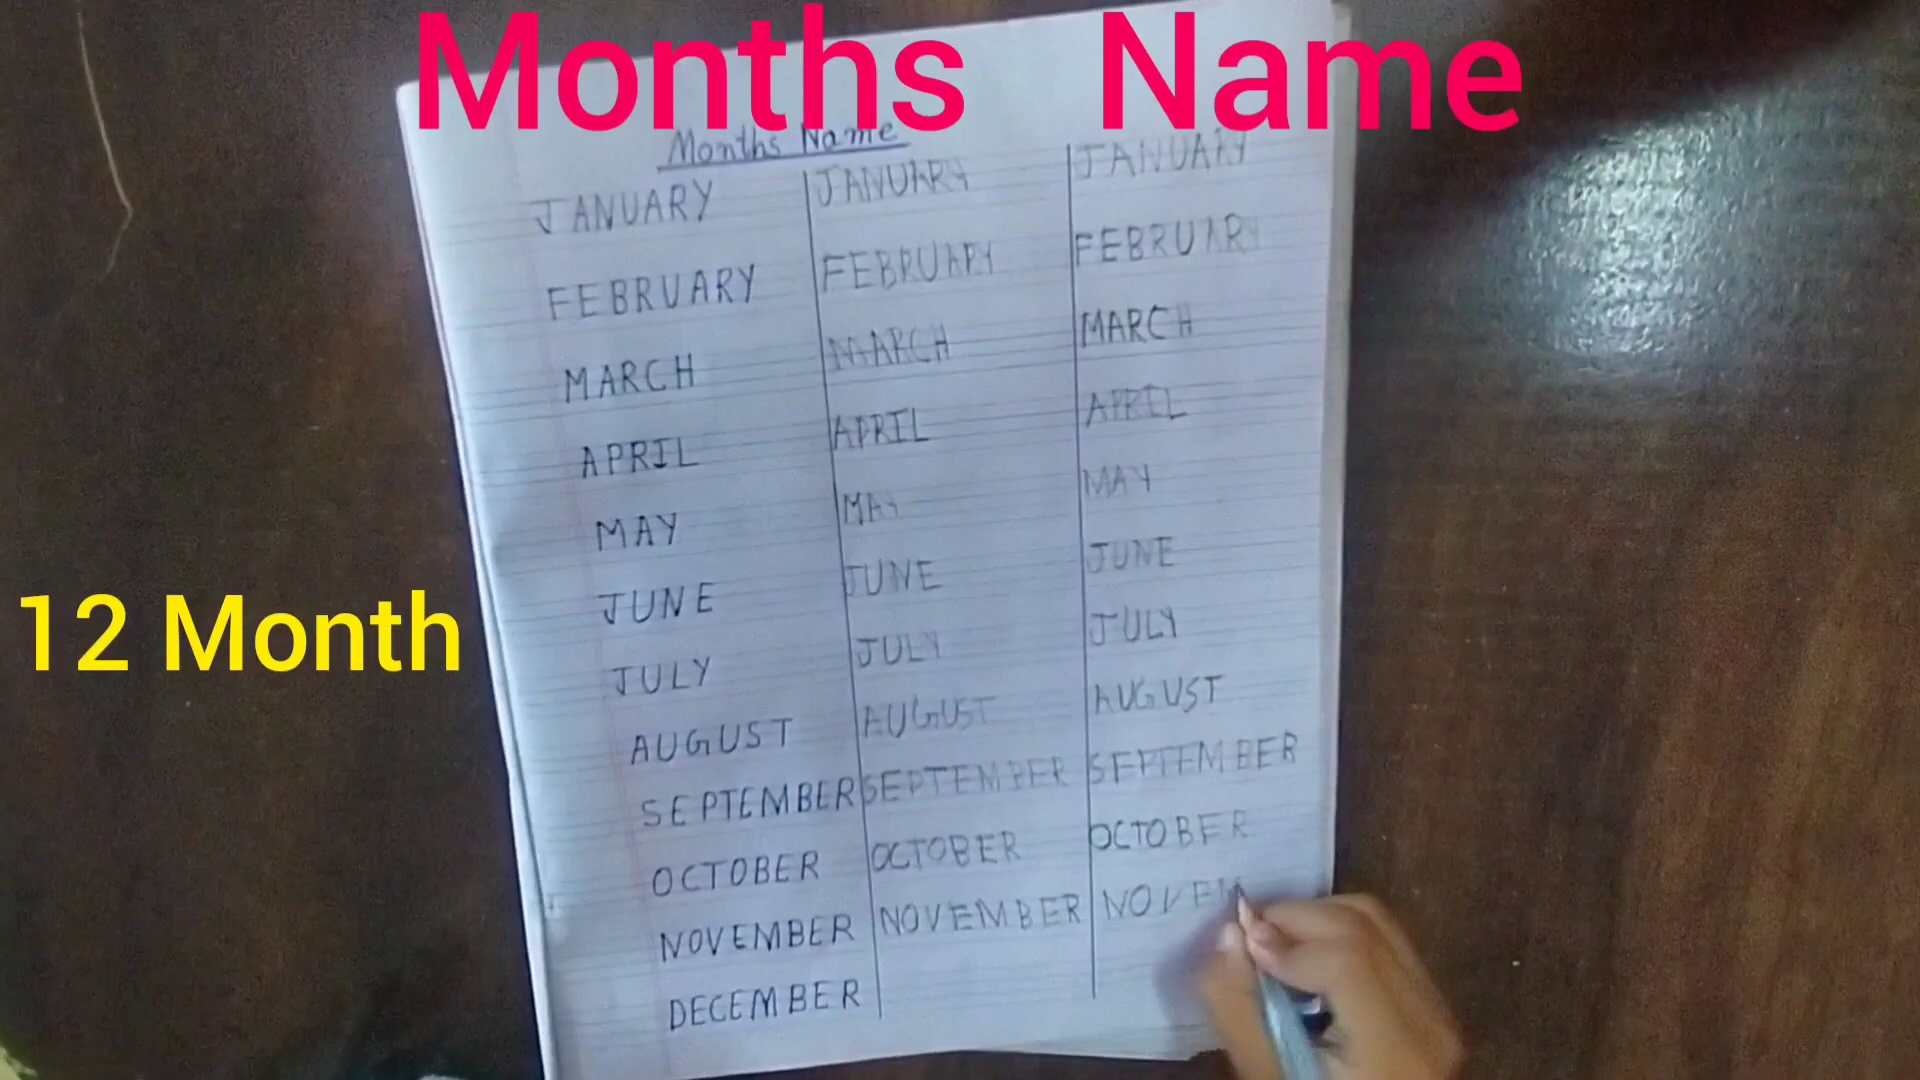 Months Name
Months Name
JANUARY JANUARY JANUARY
FEBRUARY FEBRUARY FEBRUARY
MARCH MARCH MARCH
APRIL APRIL APRIL
MAY MAY MAY
JUNE JUNE JUNE
12 Month
JULY JULY JULY
AUGUST AUGUST AUGUST
SEPTEMBER SEPTEMBER SEPTEMBER
OCTOBER OCTOBER OCTOBER
NOVEMBER NOVEMBER NOVEM
DECEMBER